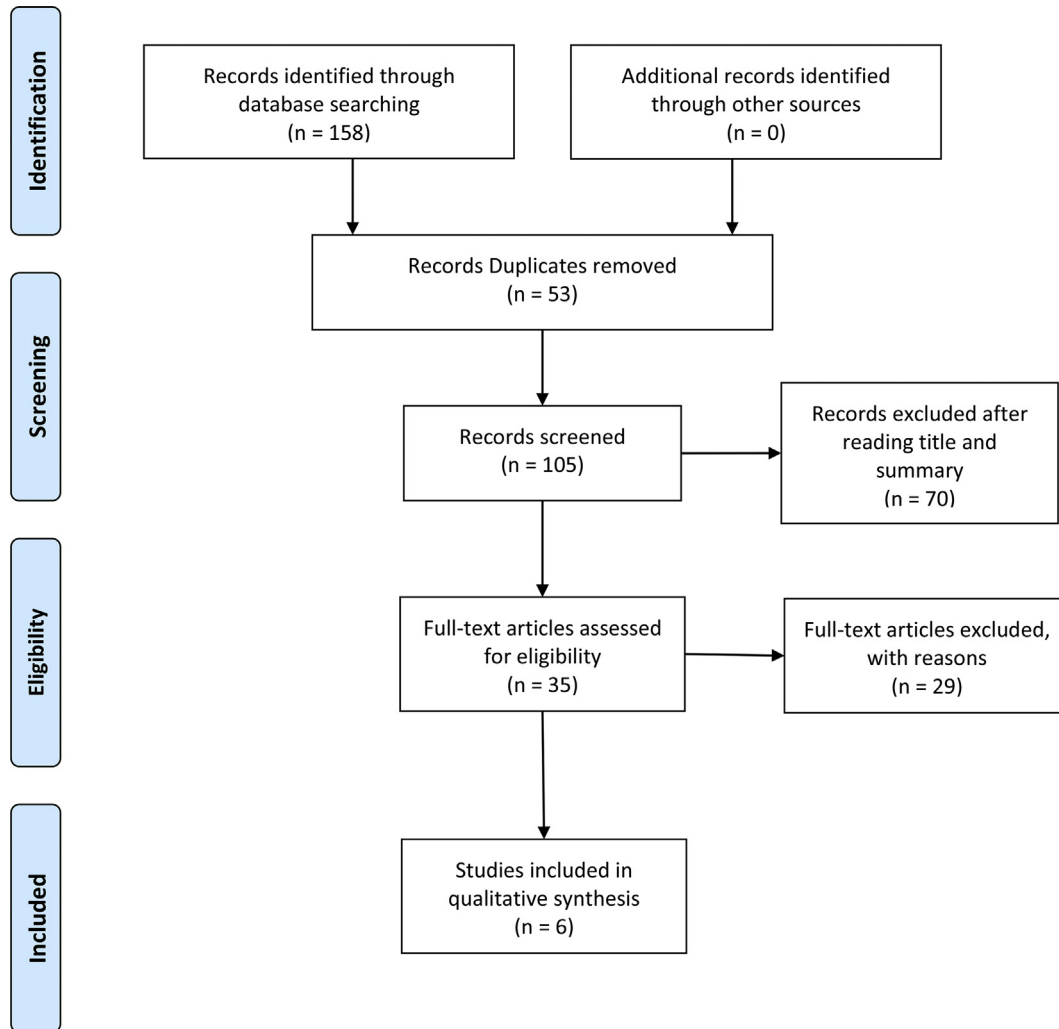 Identification
Records identified through
database searching
(n = 158)
Additional records identified
through other sources
(n = 0)
Records Duplicates removed
(n = 53)
Screening
Records screened
(n = 105)
Records excluded after
reading title and
summary
(n = 70)
Eligibility
Full-text articles assessed
for eligibility
(n = 35)
Full-text articles excluded,
with reasons
(n = 29)
Included
Studies included in
qualitative synthesis
(n = 6)